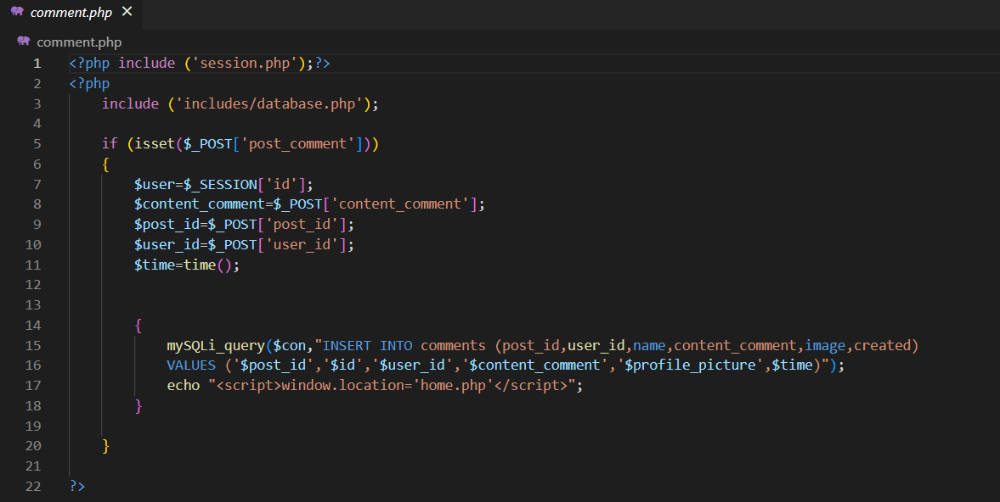 comment.php ✕
comment.php
1 <?php include ('session.php');?>
2 <?php
3 include ('includes/database.php');
4
5 if (isset($_POST['post_comment']))
6 {
7 $user=$_SESSION['id'];
8 $content_comment=$_POST['content_comment'];
9 $post_id=$_POST['post_id'];
10 $user_id=$_POST['user_id'];
11 $time=time();
12
13
14 {
15 mySQLi_query($con,"INSERT INTO comments (post_id,user_id,name,content_comment,image,created)
16 VALUES ('$post_id','$id','$user_id','$content_comment','$profile_picture',$time)");
17 echo "<script>window.location='home.php'</script>";
18 }
19
20 }
21
22 ?>